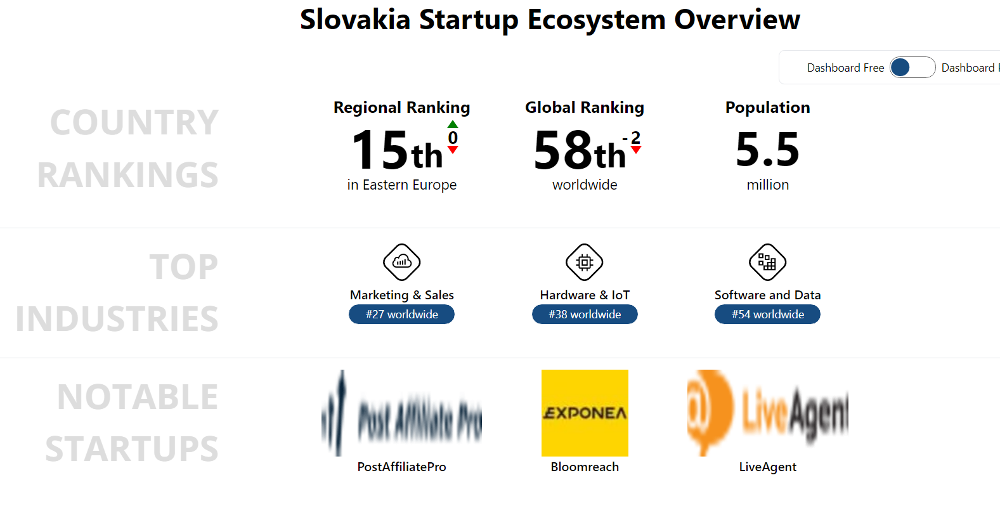 Slovakia Startup Ecosystem Overview
Dashboard Free Dashboard
COUNTRY
RANKINGS
Regional Ranking
15th 0
in Eastern Europe
Global Ranking
58th -2
worldwide
Population
5.5
million
TOP
INDUSTRIES
Marketing & Sales
#27 worldwide
Hardware & IoT
#38 worldwide
Software and Data
#54 worldwide
NOTABLE
STARTUPS
Post Affiliate Pro
PostAffiliatePro
EXPONEA
Bloomreach
LiveAgent
LiveAgent